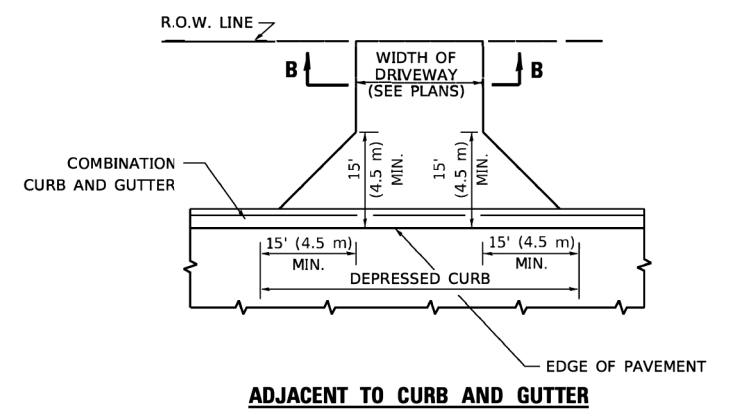 R.O.W. LINE
B
WIDTH OF
DRIVEWAY
(SEE PLANS)
B
COMBINATION
CURB AND GUTTER
15'
(4.5 m)
MIN.
15'
(4.5 m)
MIN.
15' (4.5 m)
MIN.
15' (4.5 m)
MIN.
DEPRESSED CURB
EDGE OF PAVEMENT
ADJACENT TO CURB AND GUTTER